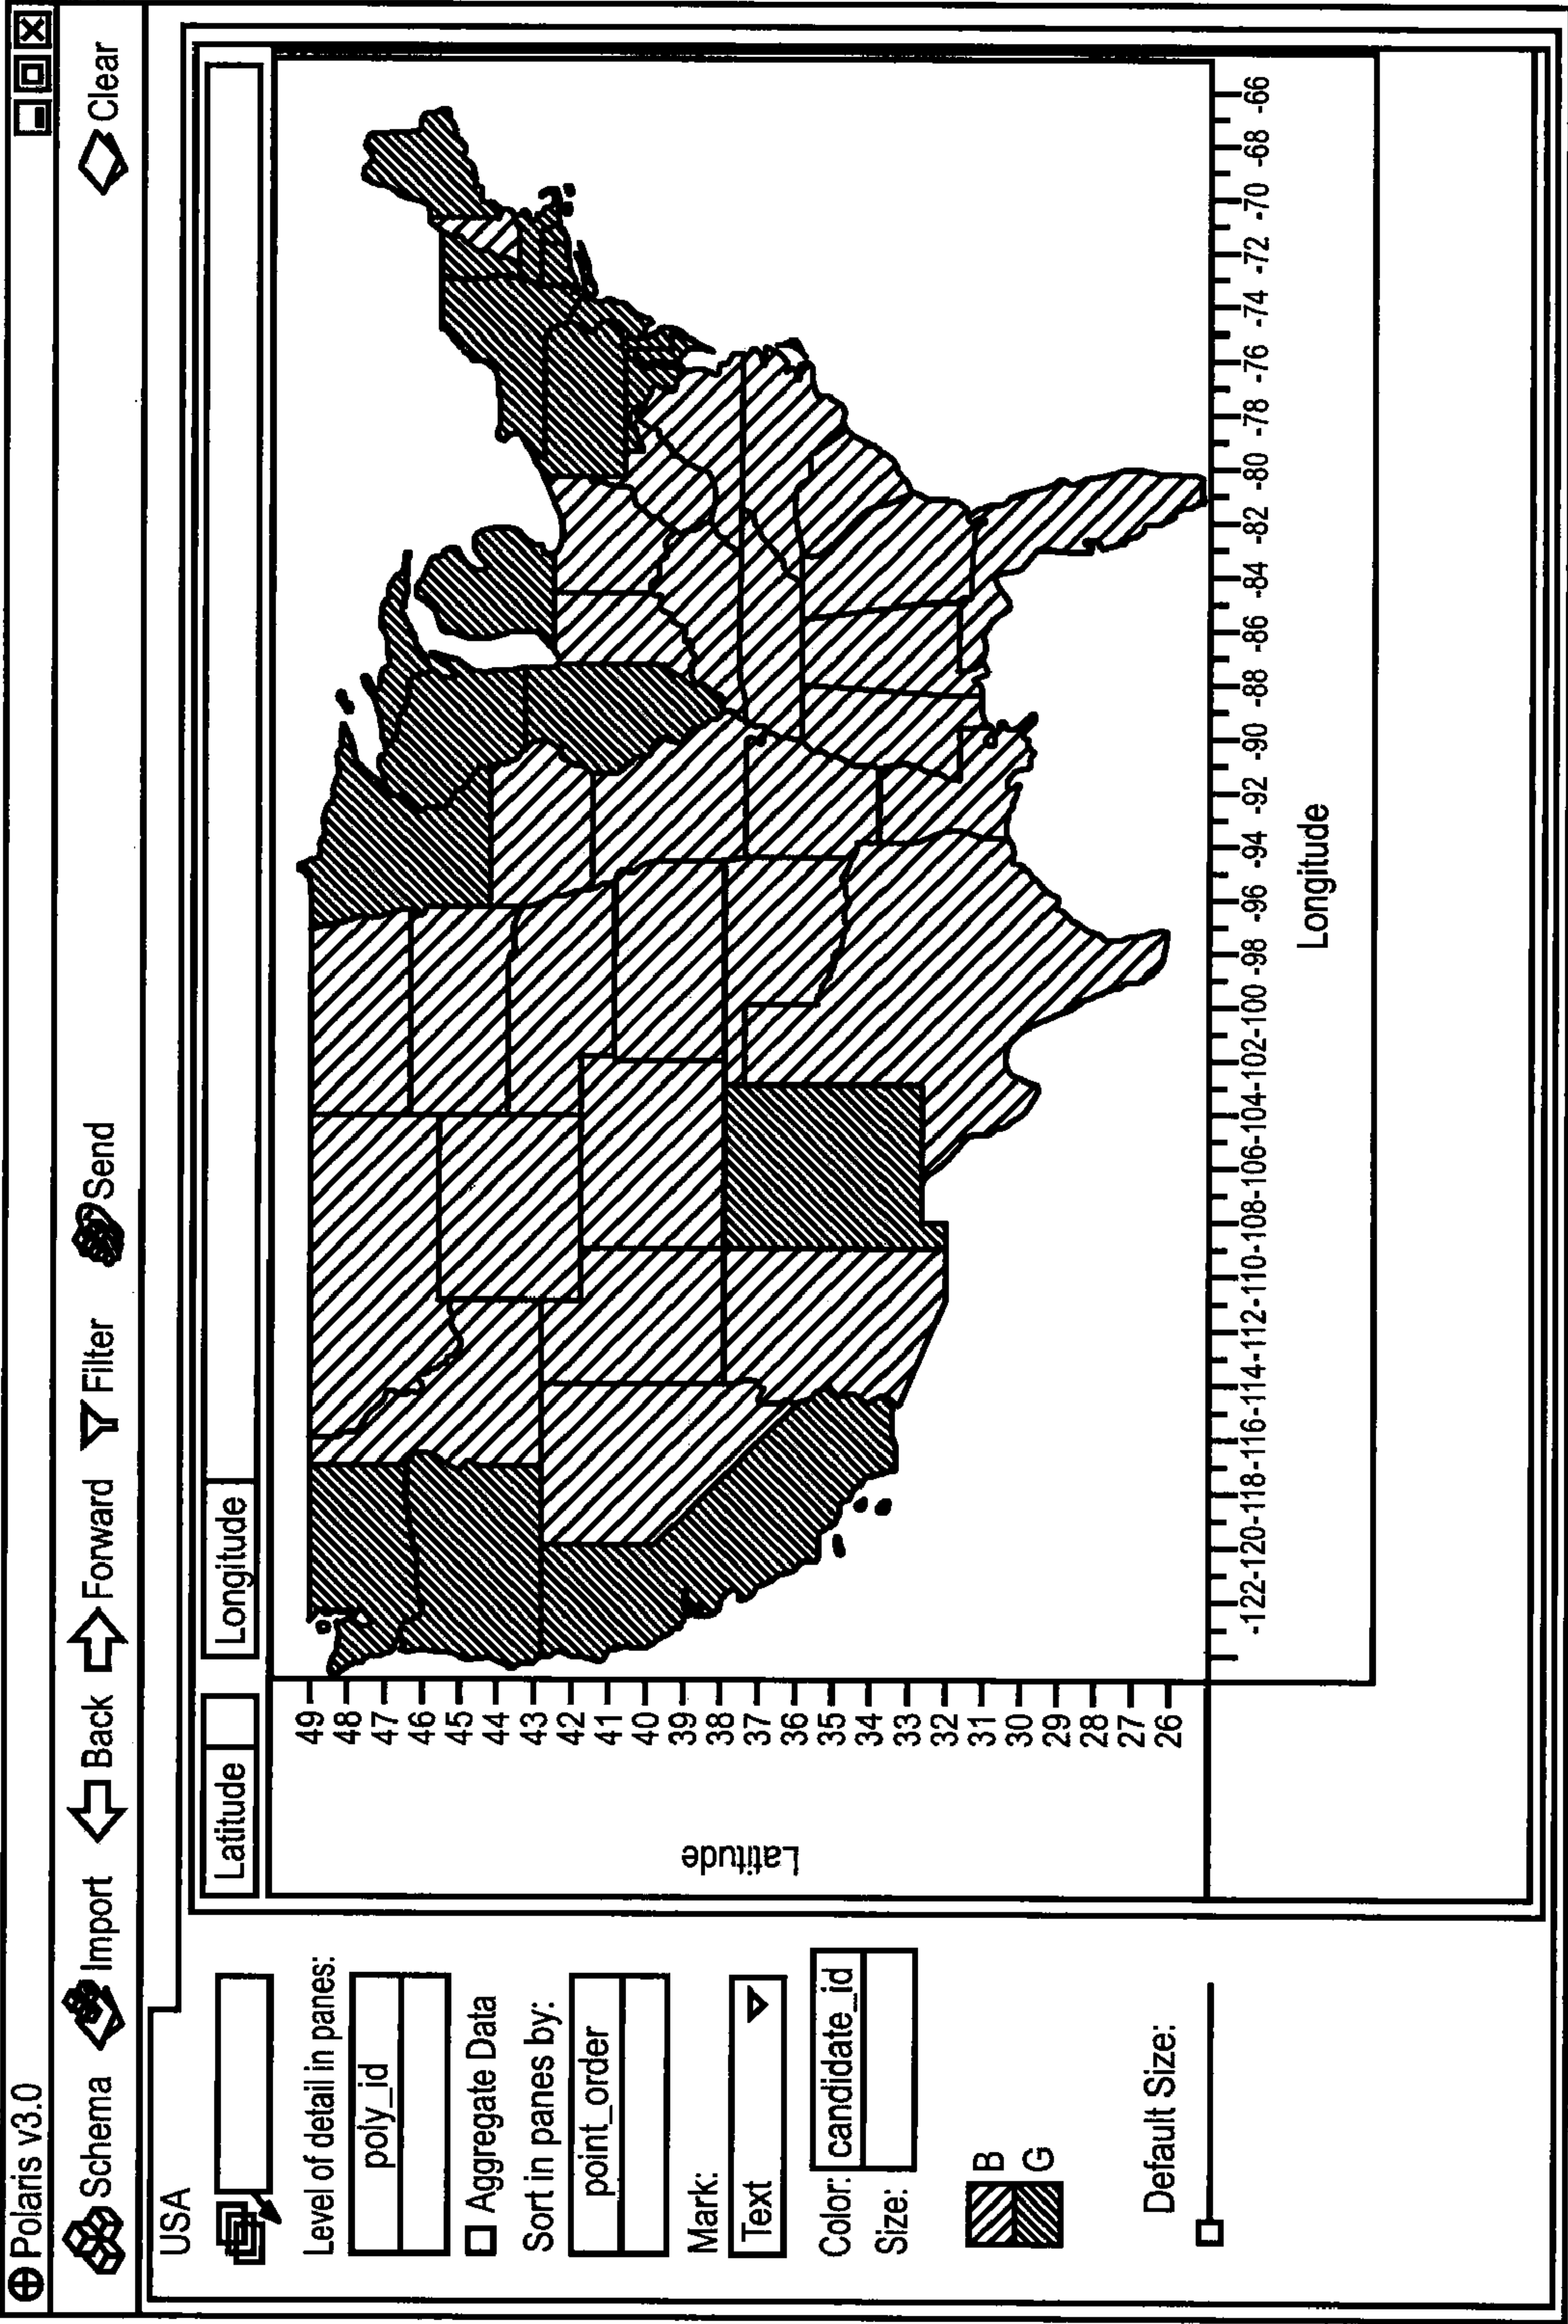 Polaris v3.0
Schema Import Back Forward Filter Send Clear
USA
Level of detail in panes:
poly_id
Aggregate Data
Sort in panes by:
point_order
Mark:
Text
Color: candidate_id
Size:
B
G
Default Size:
Latitude
Longitude
Latitude
49
48
47
46
45
44
43
42
41
40
39
38
37
36
35
34
33
32
31
30
29
28
27
26
-122 -120 -118 -116 -114 -112 -110 -108 -106 -104 -102 -100 -98 -96 -94 -92 -90 -88 -86 -84 -82 -80 -78 -76 -74 -72 -70 -68 -66
Longitude